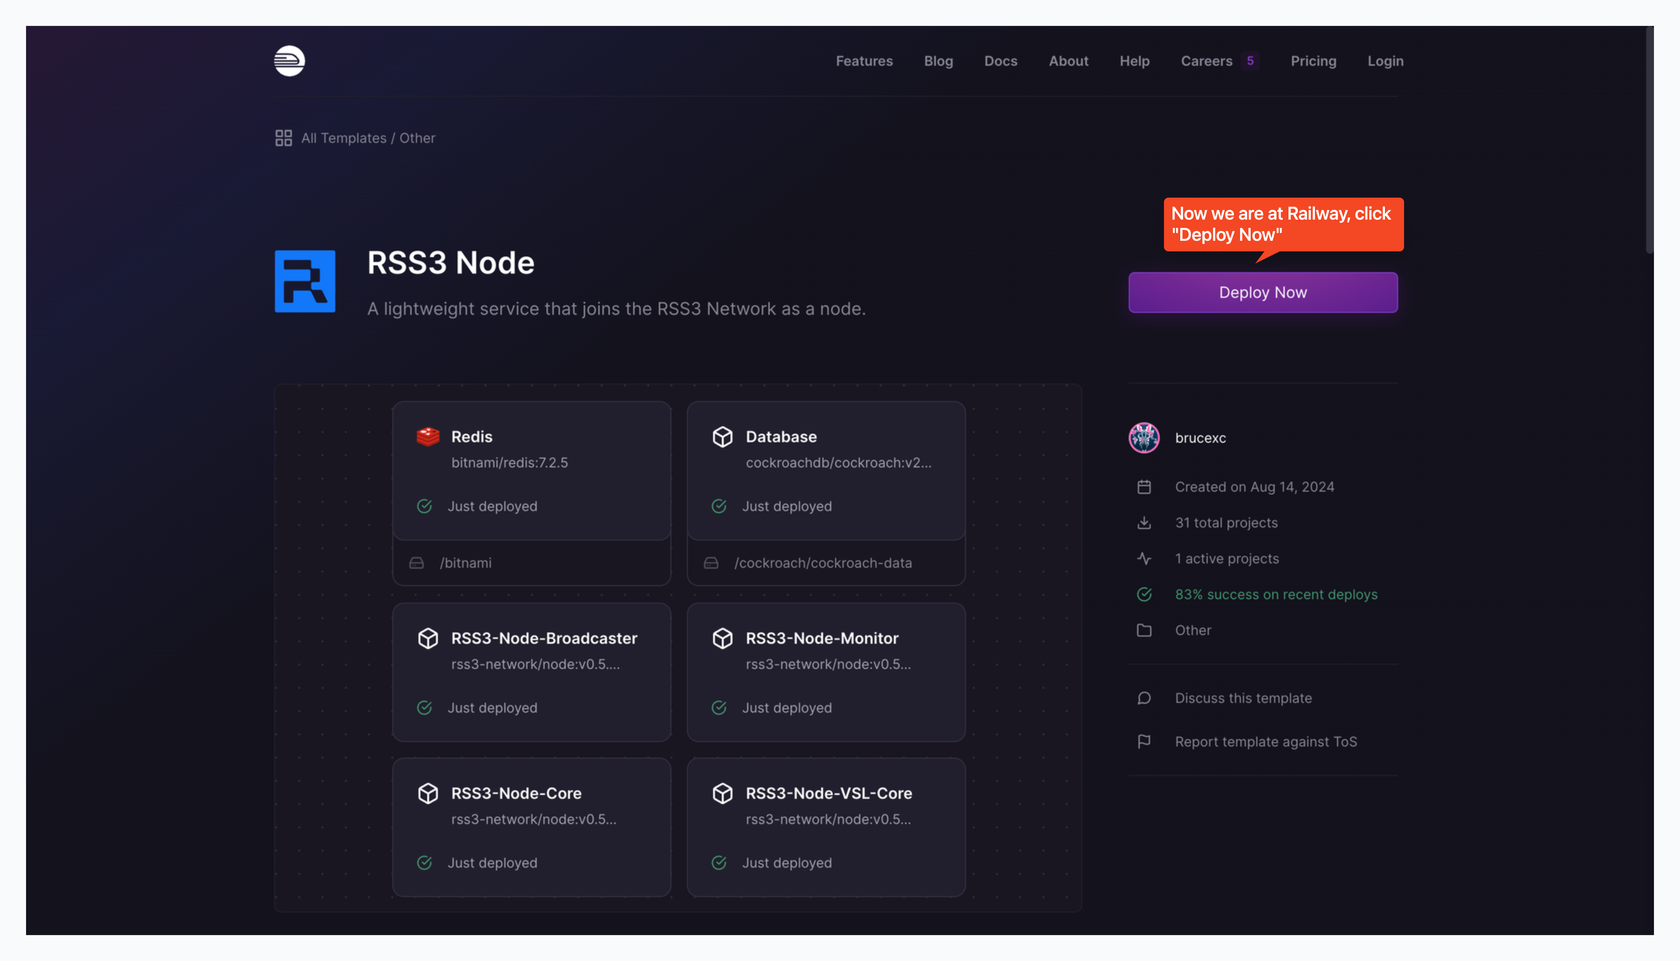 Features Blog Docs About Help Careers 5 Pricing Login
All Templates / Other
Now we are at Railway, click
"Deploy Now"
RSS3 Node
A lightweight service that joins the RSS3 Network as a node.
Deploy Now
Redis
bitnami/redis:7.2.5
Just deployed
/bitnami
Database
cockroachdb/cockroach:v2...
Just deployed
/cockroach/cockroach-data
RSS3-Node-Broadcaster
rss3-network/node:v0.5....
Just deployed
RSS3-Node-Monitor
rss3-network/node:v0.5...
Just deployed
RSS3-Node-Core
rss3-network/node:v0.5...
Just deployed
RSS3-Node-VSL-Core
rss3-network/node:v0.5...
Just deployed
brucexc
Created on Aug 14, 2024
31 total projects
1 active projects
83% success on recent deploys
Other
Discuss this template
Report template against ToS